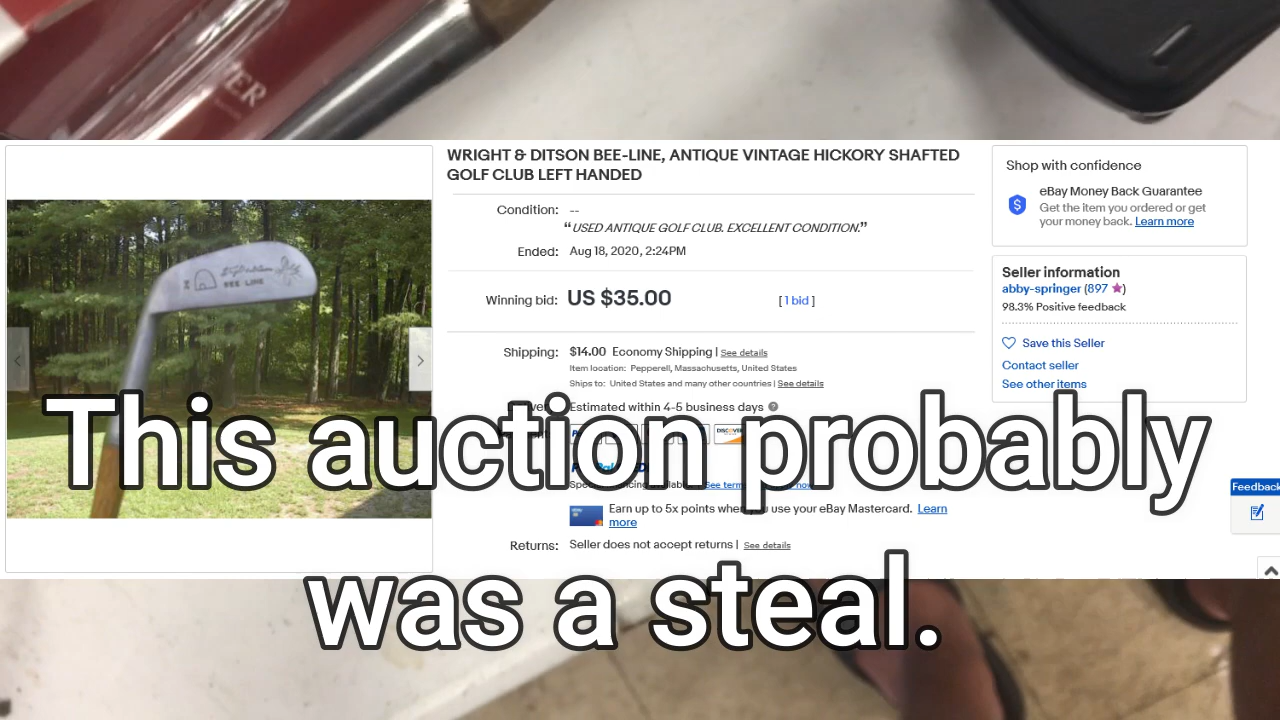 WRIGHT & DITSON BEE-LINE, ANTIQUE VINTAGE HICKORY SHAFTED
GOLF CLUB LEFT HANDED
Condition: --
“USED ANTIQUE GOLF CLUB. EXCELLENT CONDITION.”
Ended: Aug 18, 2020, 2:24PM
Winning bid: US $35.00 [ 1 bid ]
Shipping: $14.00 Economy Shipping | See details
Item location: Pepperell, Massachusetts, United States
Ships to: United States and many other countries | See details
Estimated within 4-5 business days
Earn up to 5x points when you use your eBay Mastercard. Learn
more
Returns: Seller does not accept returns | See details
Shop with confidence
eBay Money Back Guarantee
Get the item you ordered or get
your money back. Learn more
Seller information
abby-springer (897 ★)
98.3% Positive feedback
Save this Seller
Contact seller
See other items
Feedback
BEE LINE
This auction probably
was a steal.